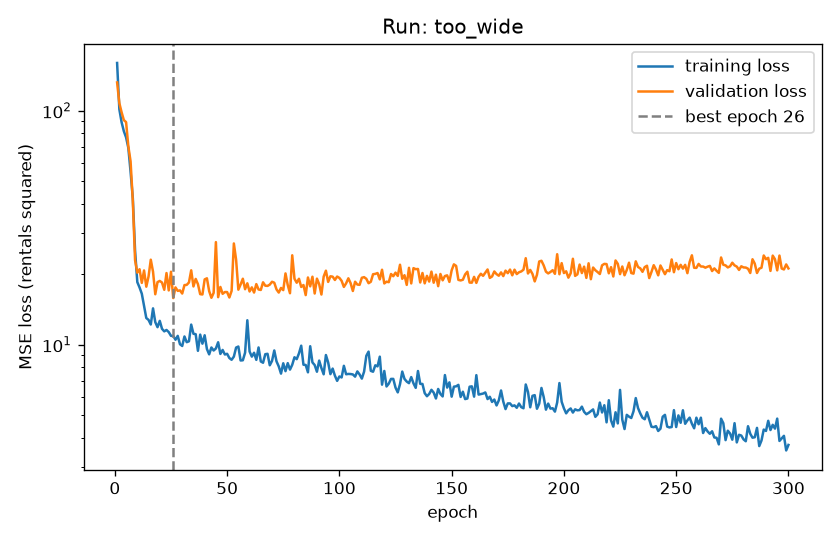 Run: too_wide
training loss
validation loss
best epoch 26
MSE loss (rentals squared)
10²
10¹
0
50
100
150
200
250
300
epoch